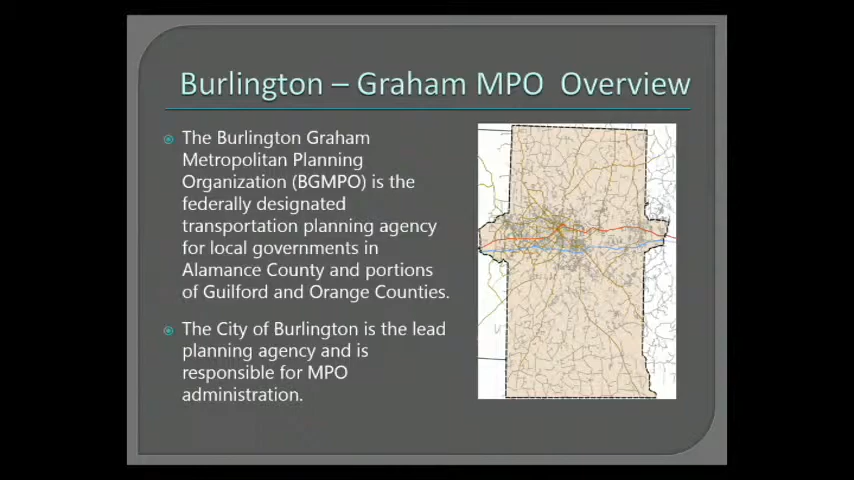 Burlington – Graham MPO Overview
The Burlington Graham
Metropolitan Planning
Organization (BGMPO) is the
federally designated
transportation planning agency
for local governments in
Alamance County and portions
of Guilford and Orange Counties.
The City of Burlington is the lead
planning agency and is
responsible for MPO
administration.